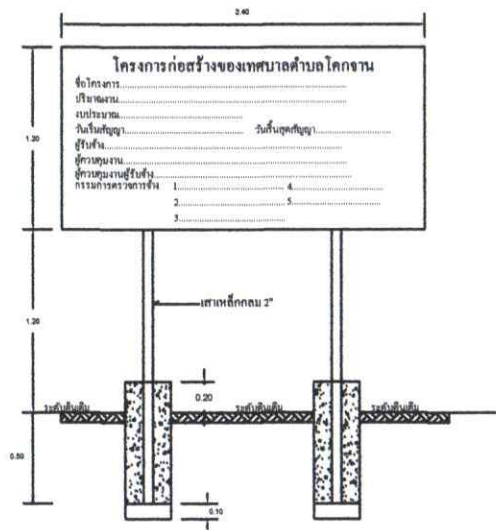 2.40
โครงการก่อสร้างของเทศบาลตำบลโคกจาน
ชื่อโครงการ
ปริมาณงาน
งบประมาณ
วันเริ่มสัญญา วันสิ้นสุดสัญญา
ผู้รับจ้าง
ผู้ควบคุมงาน
ผู้ควบคุมงานผู้รับจ้าง
กรรมการตรวจการจ้าง 1 4
2 5
3
1.20
1.20
เสาเหล็กกลม 2"
0.20
ระดับดินเดิม ระดับดินเดิม ระดับดินเดิม
0.50
0.10